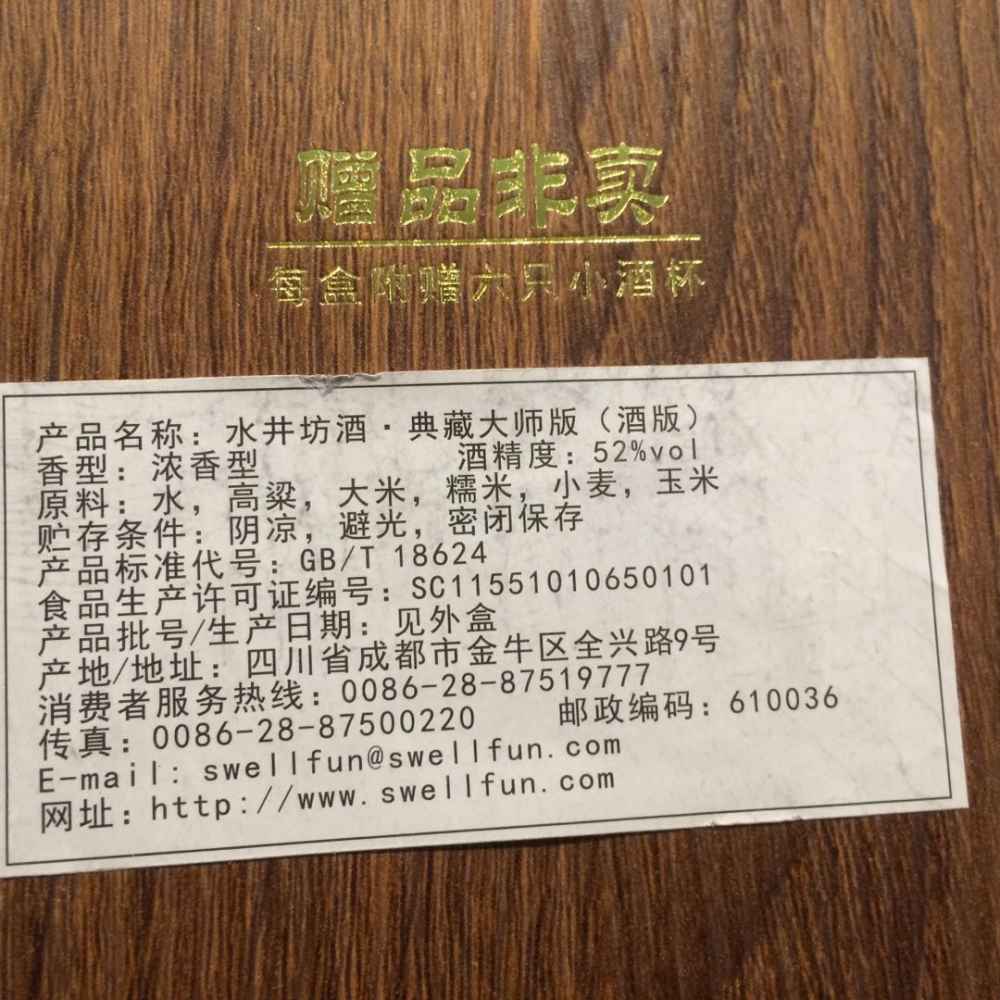 赠品非卖
每盒附赠六只小酒杯
产品名称：水井坊酒·典藏大师版（酒版）
香型：浓香型 酒精度：52%vol
原料：水，高粱，大米，糯米，小麦，玉米
贮存条件：阴凉，避光，密闭保存
产品标准代号：GB/T 18624
食品生产许可证编号：SC11551010650101
产品批号/生产日期：见外盒
产地/地址：四川省成都市金牛区全兴路9号
消费者服务热线：0086-28-87519777
传真：0086-28-87500220 邮政编码：610036
E-mail: swellfun@swellfun.com
网址：http://www.swellfun.com